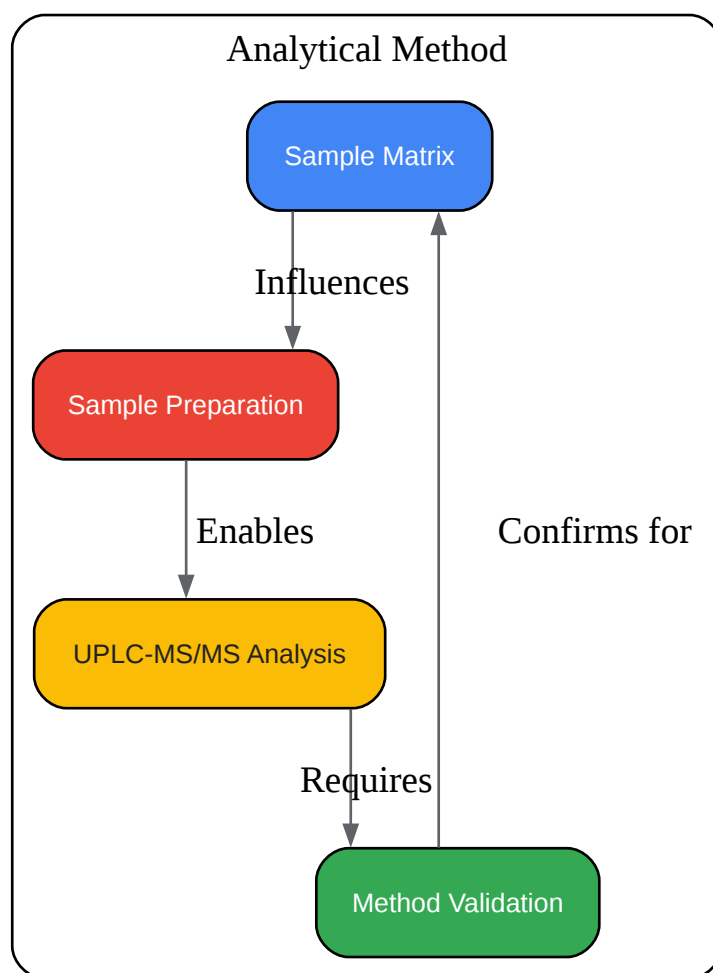 Analytical Method
Sample Matrix
Influences
Sample Preparation
Enables
Confirms for
UPLC-MS/MS Analysis
Requires
Method Validation